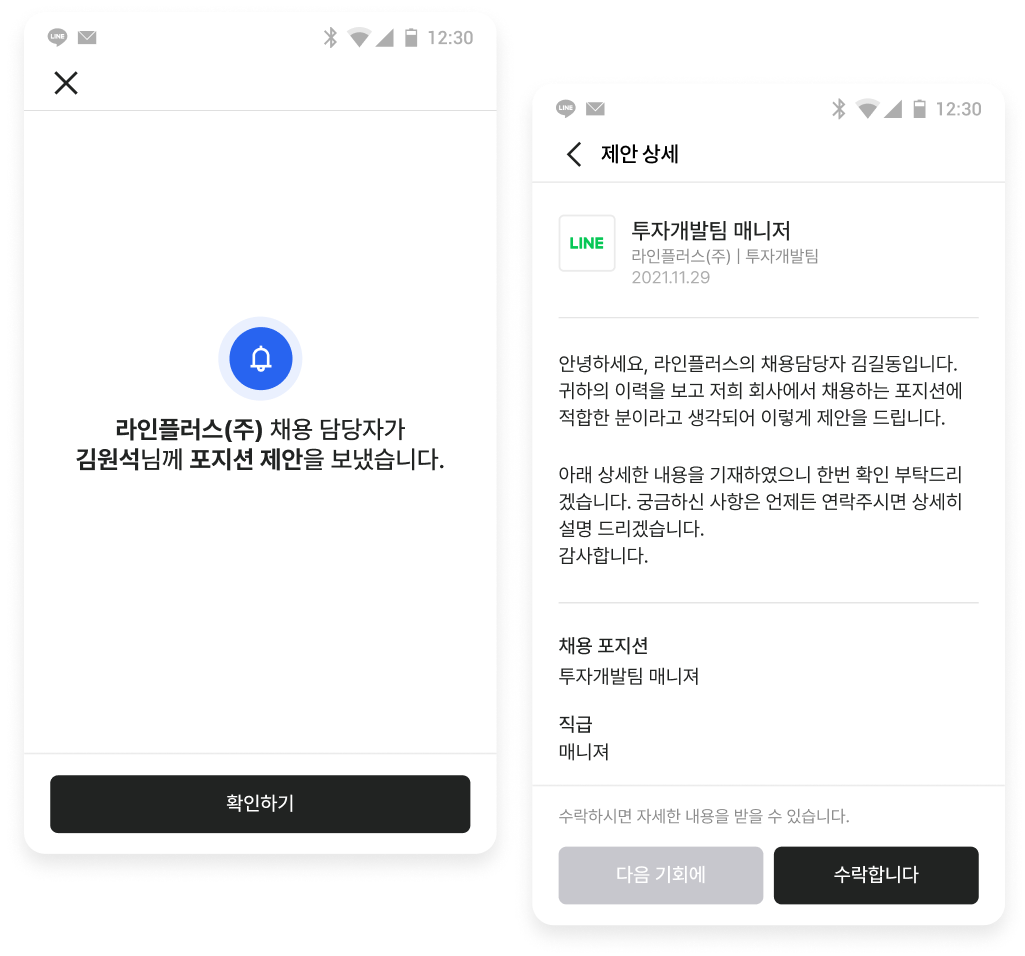 LINE
12:30
라인플러스(주) 채용 담당자가
김원석님께 포지션 제안을 보냈습니다.
확인하기
LINE
12:30
제안 상세
LINE
투자개발팀 매니저
라인플러스(주) | 투자개발팀
2021.11.29
안녕하세요, 라인플러스의 채용담당자 김길동입니다.
귀하의 이력을 보고 저희 회사에서 채용하는 포지션에
적합한 분이라고 생각되어 이렇게 제안을 드립니다.
아래 상세한 내용을 기재하였으니 한번 확인 부탁드리
겠습니다. 궁금하신 사항은 언제든 연락주시면 상세히
설명 드리겠습니다.
감사합니다.
채용 포지션
투자개발팀 매니져
직급
매니져
수락하시면 자세한 내용을 받을 수 있습니다.
다음 기회에
수락합니다